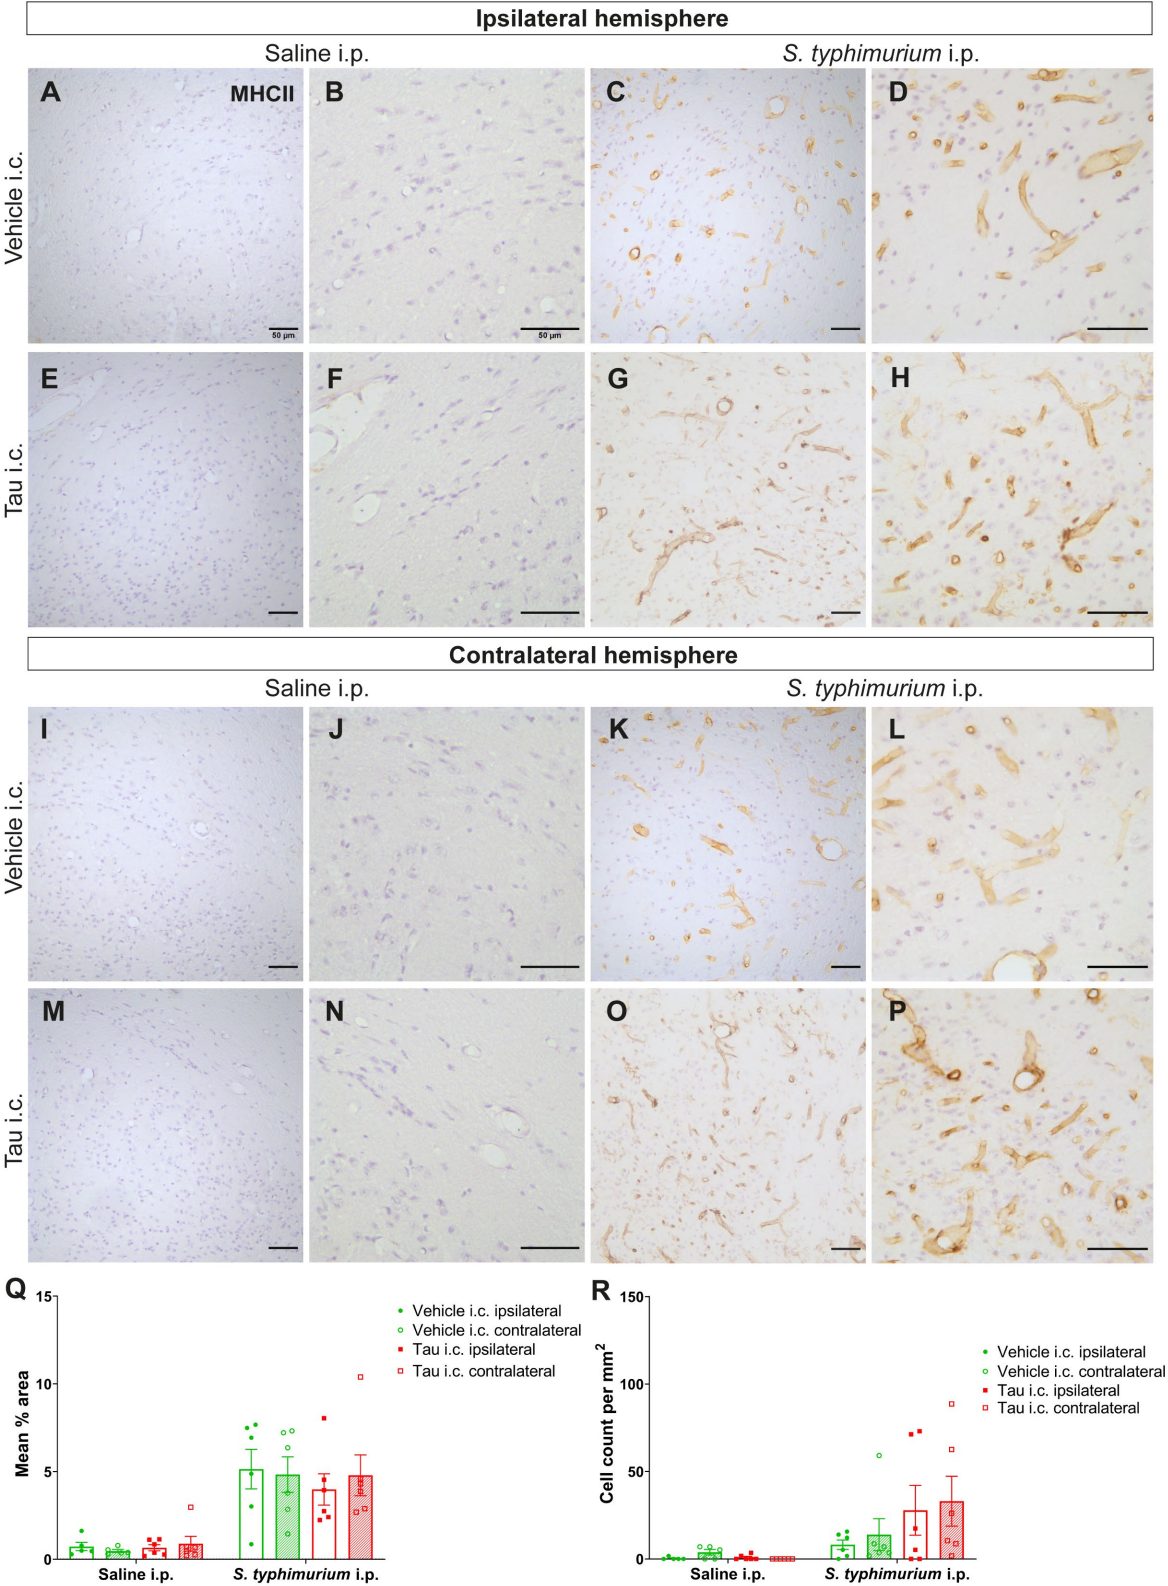 Ipsilateral hemisphere
Saline i.p.
S. typhimurium i.p.
Vehicle i.c.
A
MHCII
B
C
D
50 µm
50 µm
Tau i.c.
E
F
G
H
Contralateral hemisphere
Saline i.p.
S. typhimurium i.p.
Vehicle i.c.
I
J
K
L
Tau i.c.
M
N
O
P
Q
Mean % area
15
10
5
0
Saline i.p.
S. typhimurium i.p.
Vehicle i.c. ipsilateral
Vehicle i.c. contralateral
Tau i.c. ipsilateral
Tau i.c. contralateral
R
Cell count per mm²
150
100
50
0
Saline i.p.
S. typhimurium i.p.
Vehicle i.c. ipsilateral
Vehicle i.c. contralateral
Tau i.c. ipsilateral
Tau i.c. contralateral